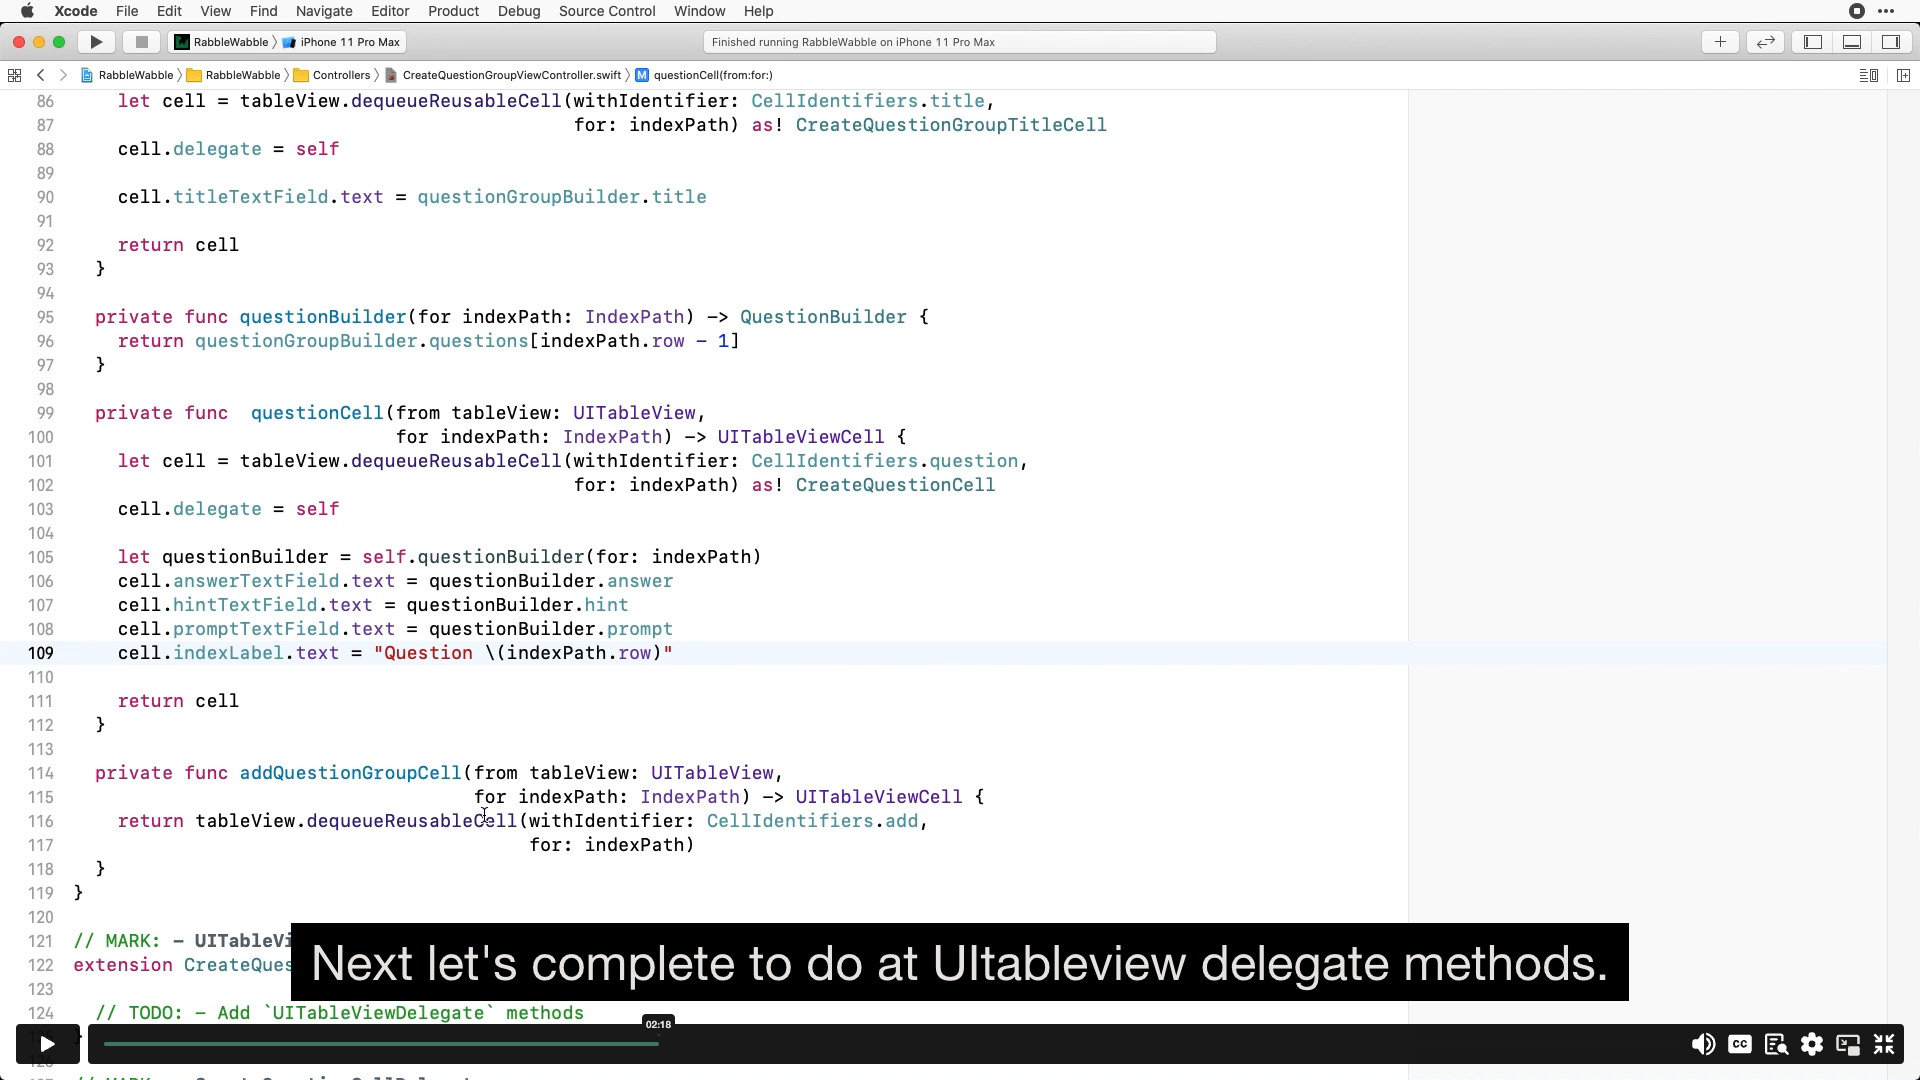 Xcode File Edit View Find Navigate Editor Product Debug Source Control Window Help
RabbleWabble 〉 iPhone 11 Pro Max
Finished running RabbleWabble on iPhone 11 Pro Max
RabbleWabble 〉 RabbleWabble 〉 Controllers 〉 CreateQuestionGroupViewController.swift 〉 M questionCell(from:for:)
86 let cell = tableView.dequeueReusableCell(withIdentifier: CellIdentifiers.title,
87 for: indexPath) as! CreateQuestionGroupTitleCell
88 cell.delegate = self
89
90 cell.titleTextField.text = questionGroupBuilder.title
91
92 return cell
93 }
94
95 private func questionBuilder(for indexPath: IndexPath) -> QuestionBuilder {
96 return questionGroupBuilder.questions[indexPath.row - 1]
97 }
98
99 private func  questionCell(from tableView: UITableView,
100 for indexPath: IndexPath) -> UITableViewCell {
101 let cell = tableView.dequeueReusableCell(withIdentifier: CellIdentifiers.question,
102 for: indexPath) as! CreateQuestionCell
103 cell.delegate = self
104
105 let questionBuilder = self.questionBuilder(for: indexPath)
106 cell.answerTextField.text = questionBuilder.answer
107 cell.hintTextField.text = questionBuilder.hint
108 cell.promptTextField.text = questionBuilder.prompt
109 cell.indexLabel.text = "Question \(indexPath.row)"
110
111 return cell
112 }
113
114 private func addQuestionGroupCell(from tableView: UITableView,
115 for indexPath: IndexPath) -> UITableViewCell {
116 return tableView.dequeueReusableCell(withIdentifier: CellIdentifiers.add,
117 for: indexPath)
118 }
119 }
120
121 // MARK: - UITableVi
122 extension CreateQues
Next let's complete to do at UItableview delegate methods.
123
124 // TODO: - Add `UITableViewDelegate` methods
02:18
CC